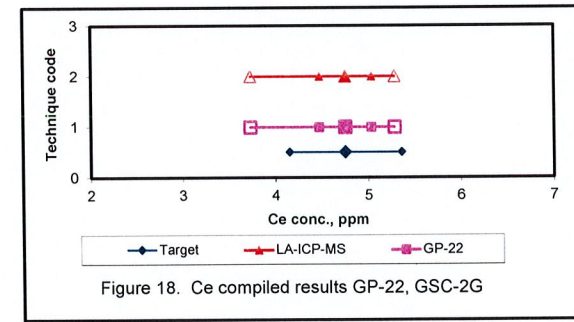 3
2
1
0
Technique code
2 3 4 5 6 7
Ce conc., ppm
Target LA-ICP-MS GP-22
Figure 18. Ce compiled results GP-22, GSC-2G